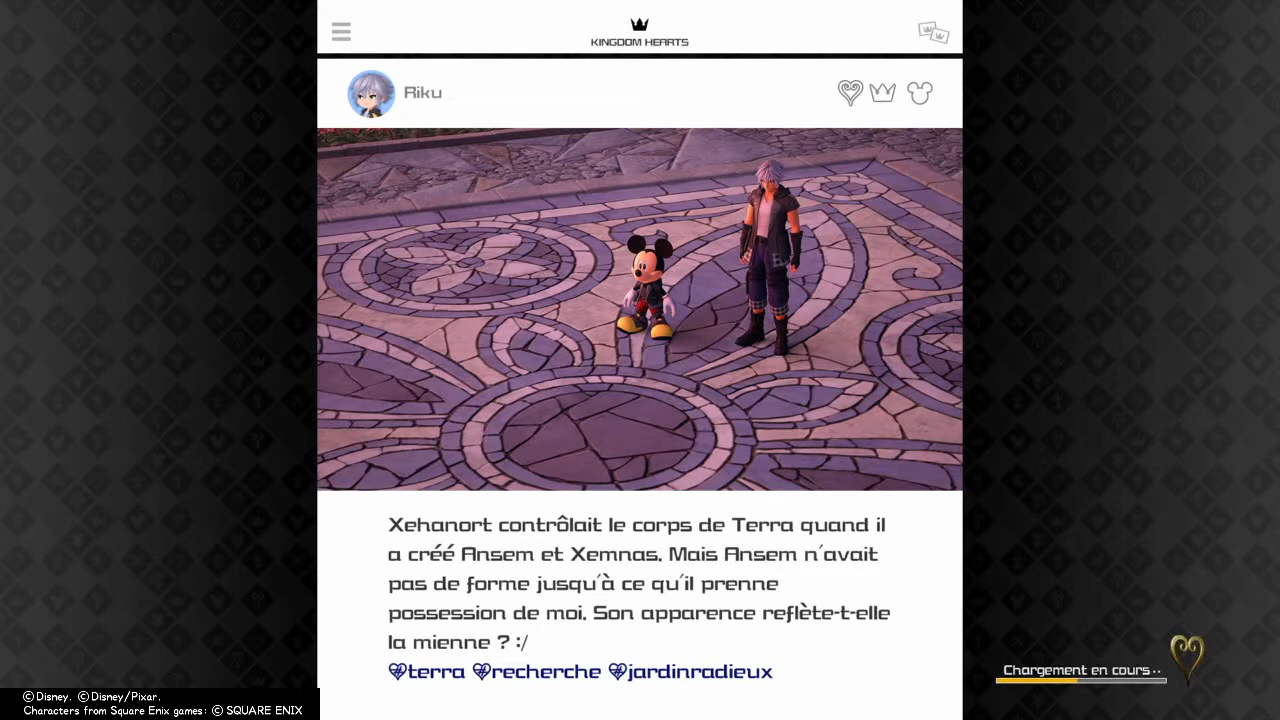 KINGDOM HEARTS
Riku
Xehanort contrôlait le corps de Terra quand il
a créé Ansem et Xemnas. Mais Ansem n'avait
pas de forme jusqu'à ce qu'il prenne
possession de moi. Son apparence reflète-t-elle
la mienne ? :/
#terra #recherche #jardinradieux
Chargement en cours..
©Disney. ©Disney/Pixar.
Characters from Square Enix games: © SQUARE ENIX